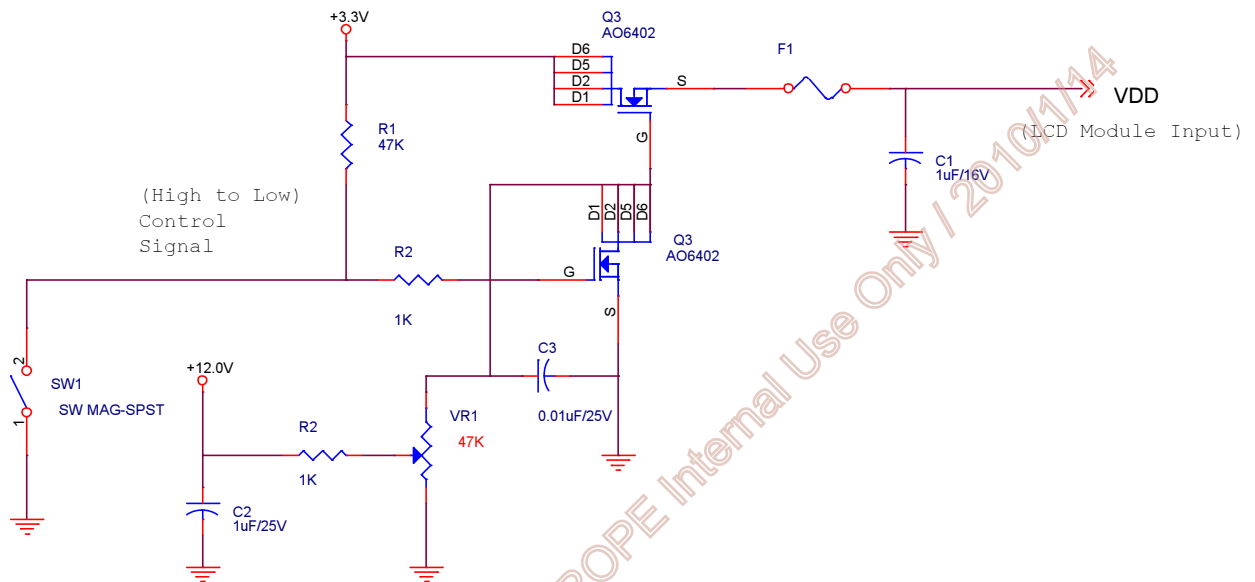 +3.3V
Q3
AO6402
D6
D5
D2
D1
S
G
F1
VDD
(LCD Module Input)
R1
47K
C1
1uF/16V
(High to Low)
Control
Signal
D1
D2
D5
D6
Q3
AO6402
R2
1K
G
S
2
1
SW1
SW MAG-SPST
+12.0V
C3
0.01uF/25V
VR1
47K
R2
1K
C2
1uF/25V
OPE Internal Use Only / 2010/1/14